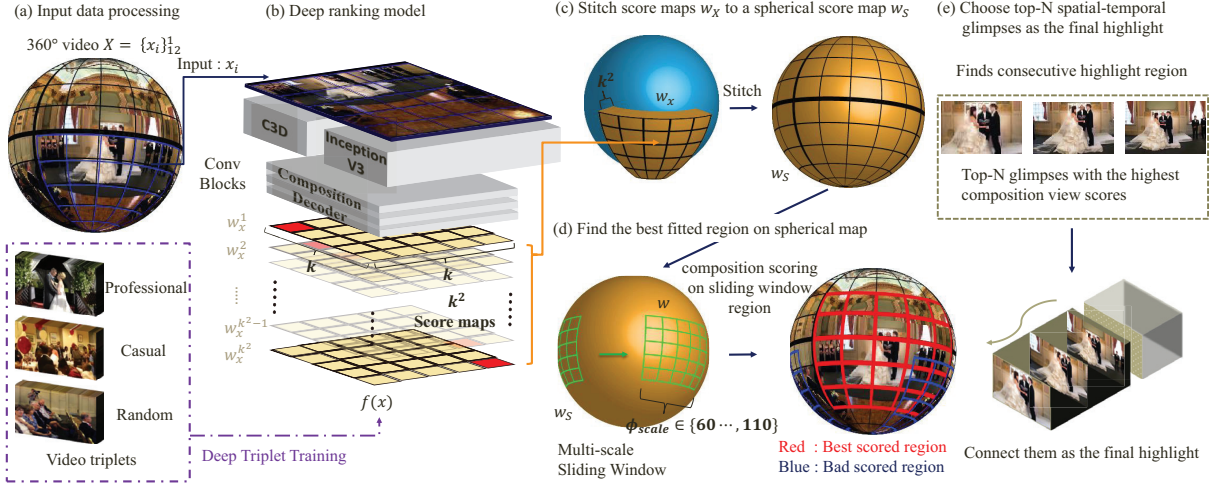 (a) Input data processing
360° video X = {x_i}^1_12
Input : x_i
Professional
Casual
Random
Video triplets
Deep Triplet Training
(b) Deep ranking model
C3D
Inception
V3
Conv
Blocks
Composition
Decoder
w_x^1
w_x^2
......
w_x^{k^2-1}
w_x^{k^2}
k
k
k^2
Score maps
f(x)
(c) Stitch score maps w_X to a spherical score map w_S
k^2
w_x
Stitch
w_S
(d) Find the best fitted region on spherical map
composition scoring
on sliding window
region
w
w_S
ϕ_scale ∈ {60 ⋯ , 110}
Multi-scale
Sliding Window
Red : Best scored region
Blue : Bad scored region
(e) Choose top-N spatial-temporal
glimpses as the final highlight
Finds consecutive highlight region
Top-N glimpses with the highest
composition view scores
Connect them as the final highlight